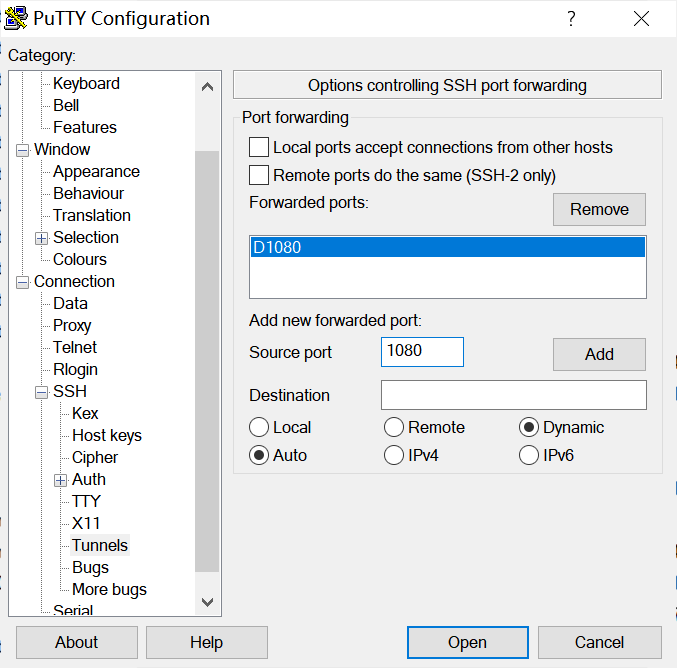 PuTTY Configuration
Category:
Keyboard
Bell
Features
Window
Appearance
Behaviour
Translation
Selection
Colours
Connection
Data
Proxy
Telnet
Rlogin
SSH
Kex
Host keys
Cipher
Auth
TTY
X11
Tunnels
Bugs
More bugs
Serial
Options controlling SSH port forwarding
Port forwarding
Local ports accept connections from other hosts
Remote ports do the same (SSH-2 only)
Forwarded ports:
Remove
D1080
Add new forwarded port:
Source port 1080 Add
Destination
Local Remote Dynamic
Auto IPv4 IPv6
About Help Open Cancel